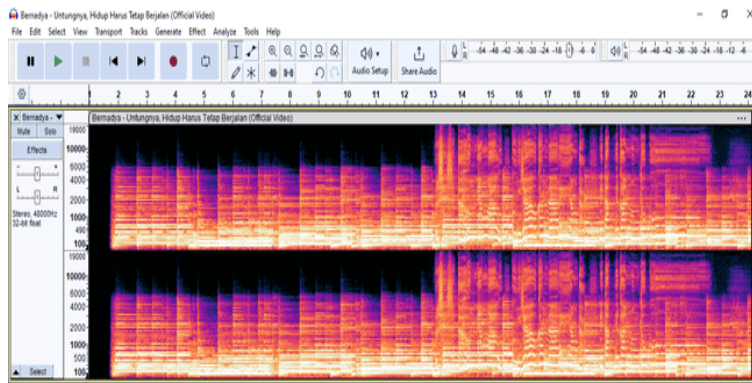 Bernadya - Untungnya, Hidup Harus Tetap Berjalan (Official Video)
File Edit Select View Transport Tracks Generate Effect Analyze Tools Help
L R -54 -48 -42 -36 -30 -24 -18 -6 0
L R -54 -48 -42 -36 -30 -24 -18 -12 -6
Audio Setup
Share Audio
1 2 3 4 5 6 7 8 9 10 11 12 13 14 15 16 17 18 19 20 21 22 23 24
Bernadya -
Bernadya - Untungnya, Hidup Harus Tetap Berjalan (Official Video)
Mute Solo
Effects
- +
L R
Stereo, 48000Hz
32-bit float
19000
10000
6000
4000
2000
1000
490
100
19000
10000
6000
4000
2000
1000
500
100
Select